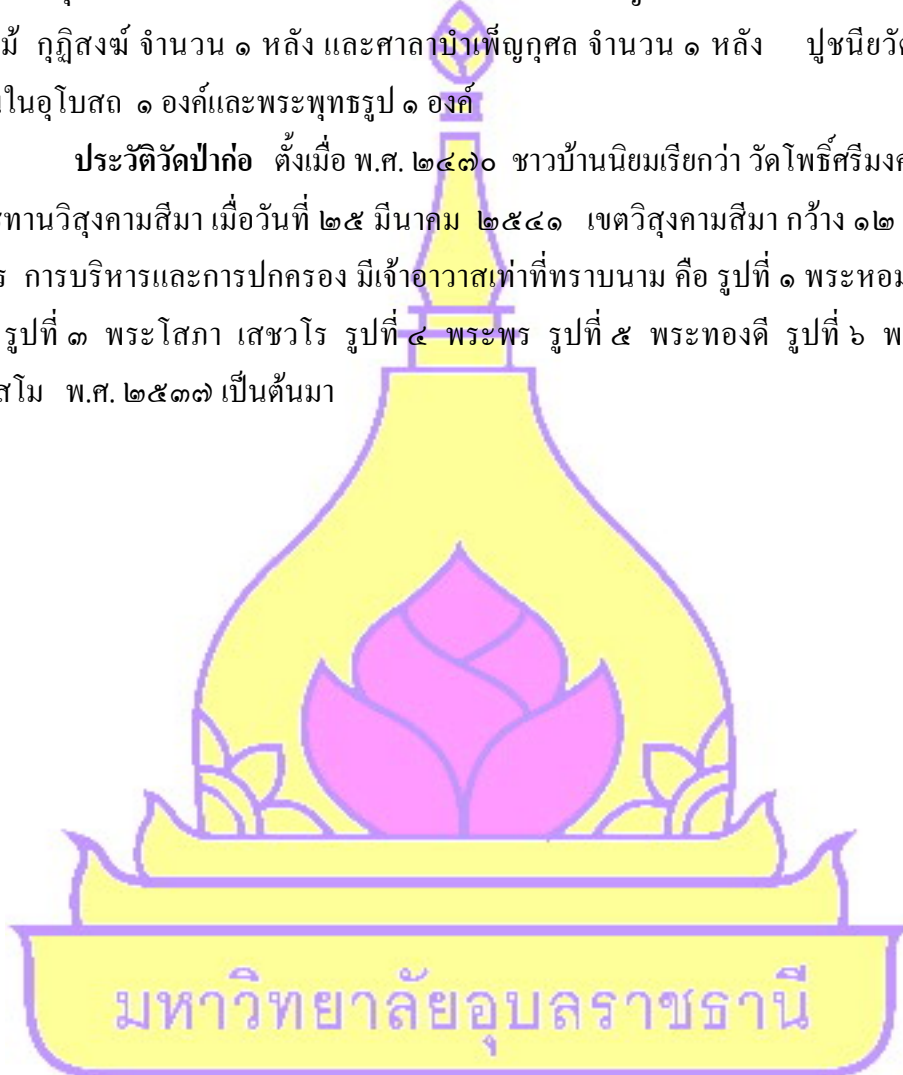 ม้ กุฏิสงฆ์ จำนวน ๑ หลัง และศาลาบำเพ็ญกุศล จำนวน ๑ หลัง ปูชนียวั
นในอุโบสถ ๑ องค์และพระพุทธรูป ๑ องค์
ประวัติวัดป่าก่อ ตั้งเมื่อ พ.ศ. ๒๔๗๐ ชาวบ้านนิยมเรียกว่า วัดโพธิ์ศรีมงค
ะทานวิสุงคามสีมา เมื่อวันที่ ๒๕ มีนาคม ๒๕๔๑ เขตวิสุงคามสีมา กว้าง ๑๒
ร การบริหารและการปกครอง มีเจ้าอาวาสเท่าที่ทราบนาม คือ รูปที่ ๑ พระหอม
รูปที่ ๓ พระโสภา เสชวโร รูปที่ ๔ พระพร รูปที่ ๕ พระทองดี รูปที่ ๖ พ
สโม พ.ศ. ๒๕๓๗ เป็นต้นมา
มหาวิทยาลัยอุบลราชธานี